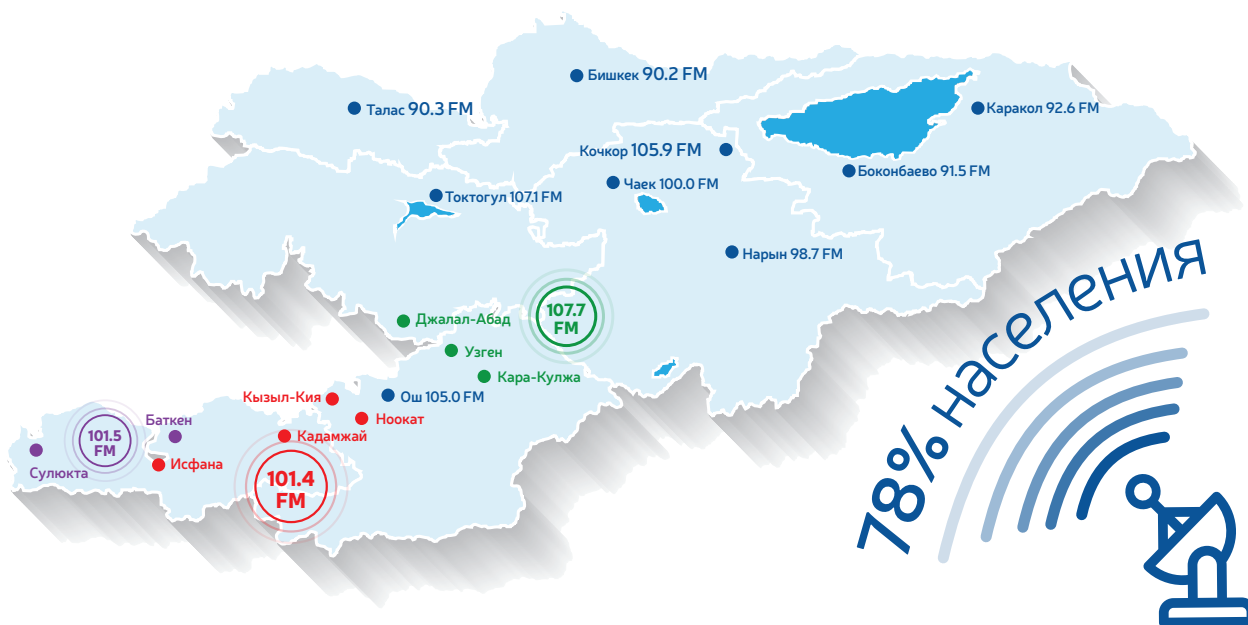 Бишкек 90.2 FM
Талас 90.3 FM
Каракол 92.6 FM
Кочкор 105.9 FM
Боконбаево 91.5 FM
Чаек 100.0 FM
Токтогул 107.1 FM
Нарын 98.7 FM
107.7
FM
Джалал-Абад
Узген
Кара-Кулжа
Ош 105.0 FM
Кызыл-Кия
Ноокат
Кадамжай
Баткен
101.5
FM
Исфана
Сулюкта
101.4
FM
78% населения